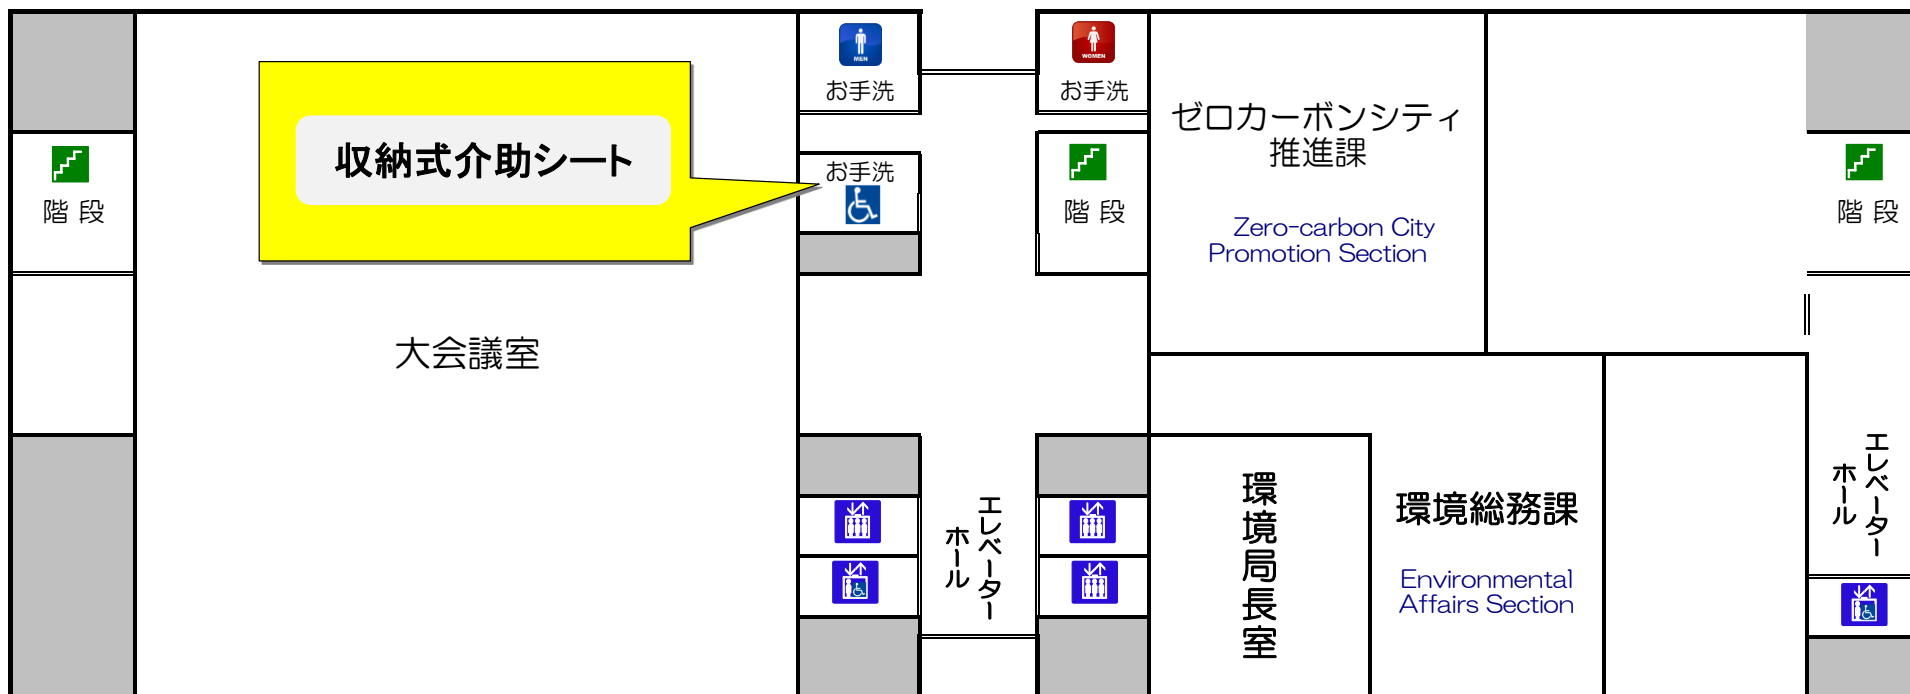 MEN
お手洗
WOMEN
お手洗
収納式介助シート
お手洗
階 段
階 段
階 段
ゼロカーボンシティ
推進課
Zero-carbon City
Promotion Section
大会議室
エレベーター
ホール
環境局長室
環境総務課
Environmental
Affairs Section
エレベーター
ホール